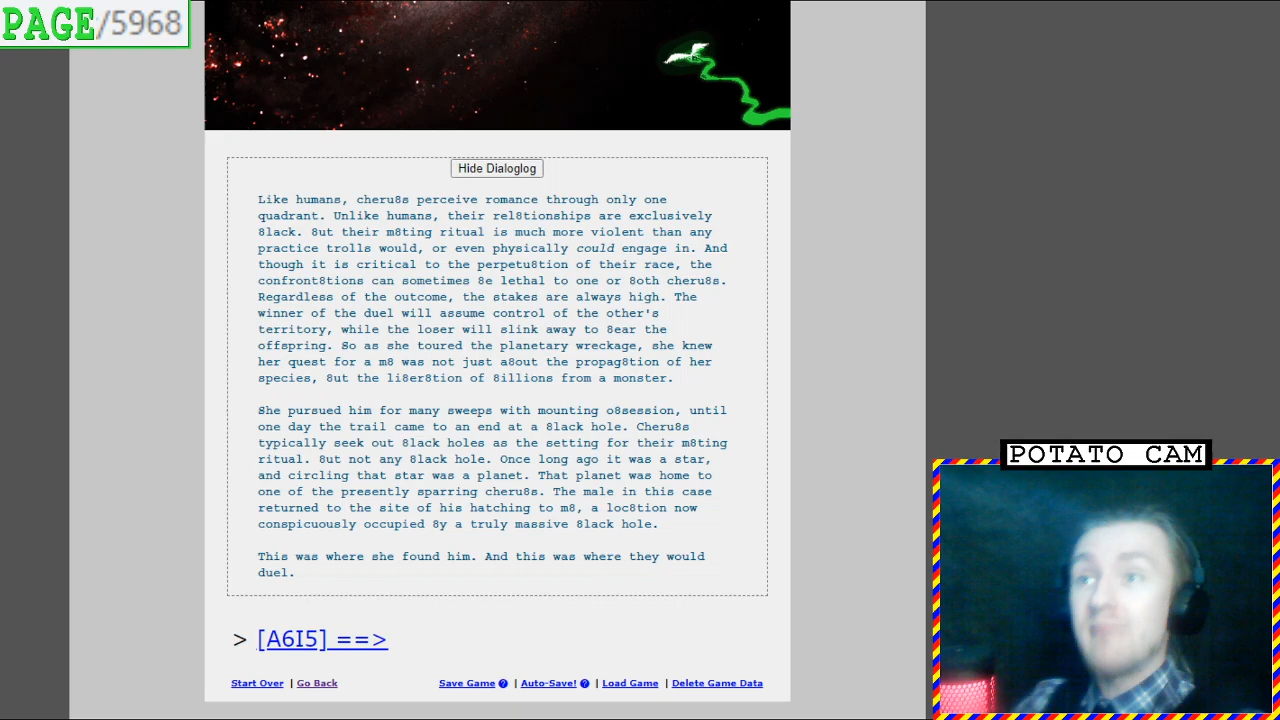 PAGE/5968
Hide Dialoglog
Like humans, cheru8s perceive romance through only one
quadrant. Unlike humans, their rel8tionships are exclusively
8lack. 8ut their m8ting ritual is much more violent than any
practice trolls would, or even physically could engage in. And
though it is critical to the perpetu8tion of their race, the
confront8tions can sometimes 8e lethal to one or 8oth cheru8s.
Regardless of the outcome, the stakes are always high. The
winner of the duel will assume control of the other's
territory, while the loser will slink away to 8ear the
offspring. So as she toured the planetary wreckage, she knew
her quest for a m8 was not just a8out the propag8tion of her
species, 8ut the li8er8tion of 8illions from a monster.
She pursued him for many sweeps with mounting o8session, until
one day the trail came to an end at a 8lack hole. Cheru8s
typically seek out 8lack holes as the setting for their m8ting
ritual. 8ut not any 8lack hole. Once long ago it was a star,
and circling that star was a planet. That planet was home to
one of the presently sparring cheru8s. The male in this case
returned to the site of his hatching to m8, a loc8tion now
conspicuously occupied 8y a truly massive 8lack hole.
This was where she found him. And this was where they would
duel.
> [A6I5] ==>
Start Over | Go Back Save Game ? | Auto-Save! ? | Load Game | Delete Game Data
POTATO CAM